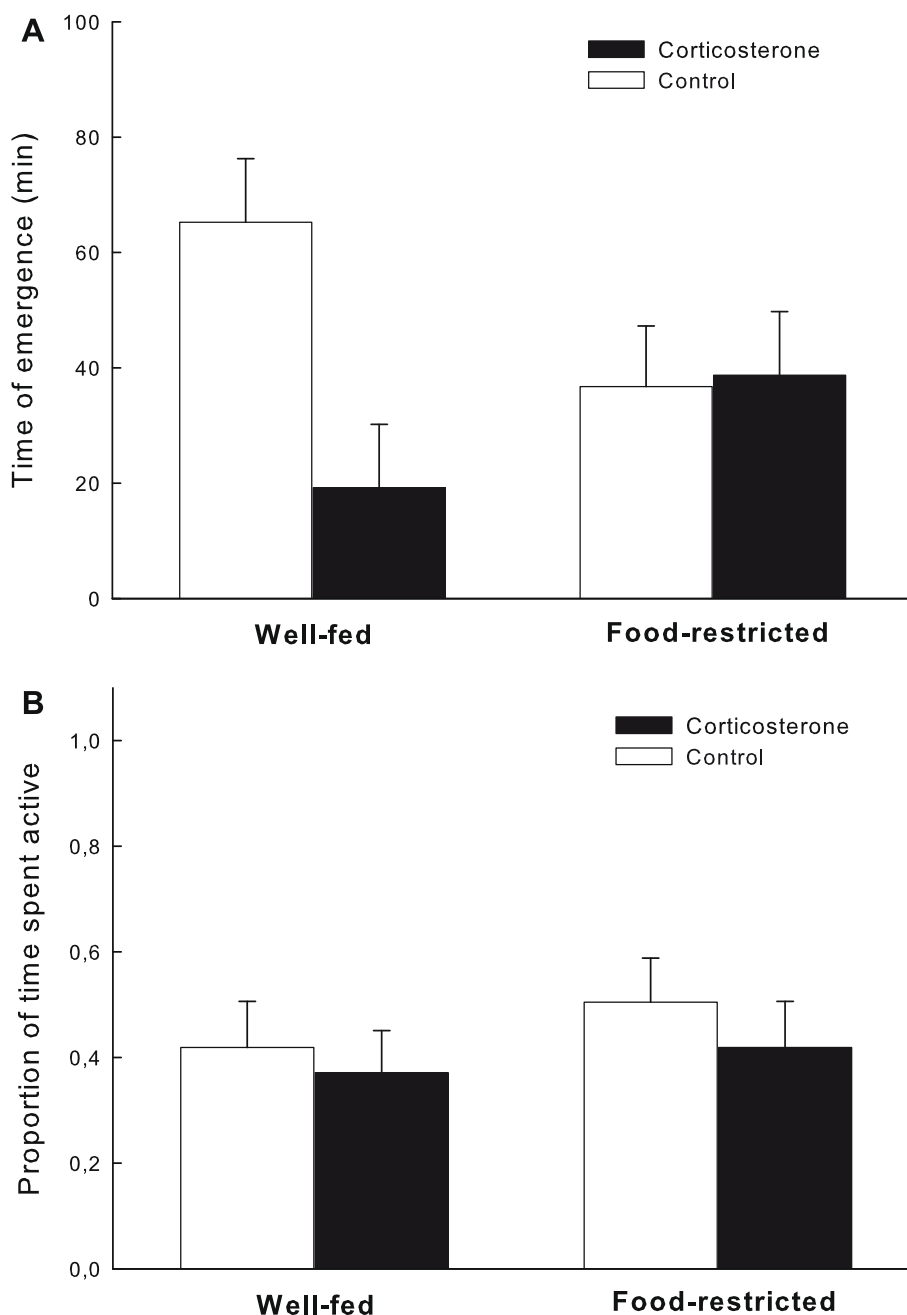 A
Time of emergence (min)
100
80
60
40
20
0
Corticosterone
Control
Well-fed
Food-restricted
B
Proportion of time spent active
1,0
0,8
0,6
0,4
0,2
0,0
Corticosterone
Control
Well-fed
Food-restricted